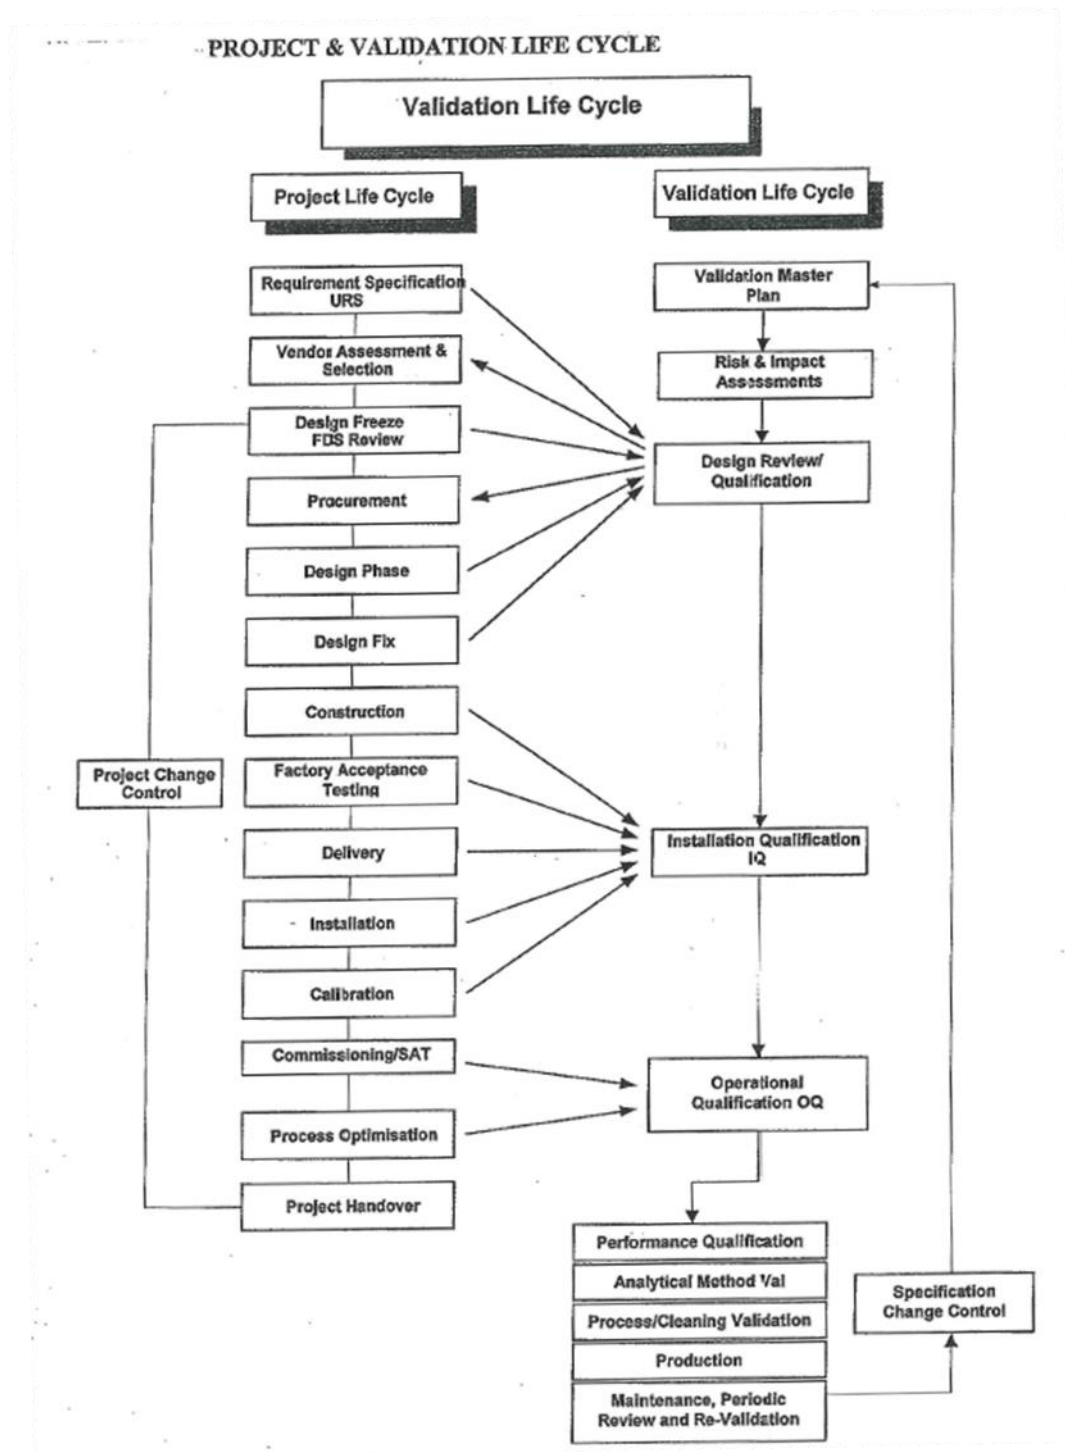 PROJECT & VALIDATION LIFE CYCLE
Validation Life Cycle
Project Life Cycle
Validation Life Cycle
Requirement Specification
URS
Vendor Assessment &
Selection
Design Freeze
FDS Review
Procurement
Design Phase
Design Fix
Construction
Factory Acceptance
Testing
Delivery
Installation
Calibration
Commissioning/SAT
Process Optimisation
Project Handover
Project Change
Control
Validation Master
Plan
Risk & Impact
Assessments
Design Review/
Qualification
Installation Qualification
IQ
Operational
Qualification OQ
Performance Qualification
Analytical Method Val
Process/Cleaning Validation
Production
Maintenance, Periodic
Review and Re-Validation
Specification
Change Control